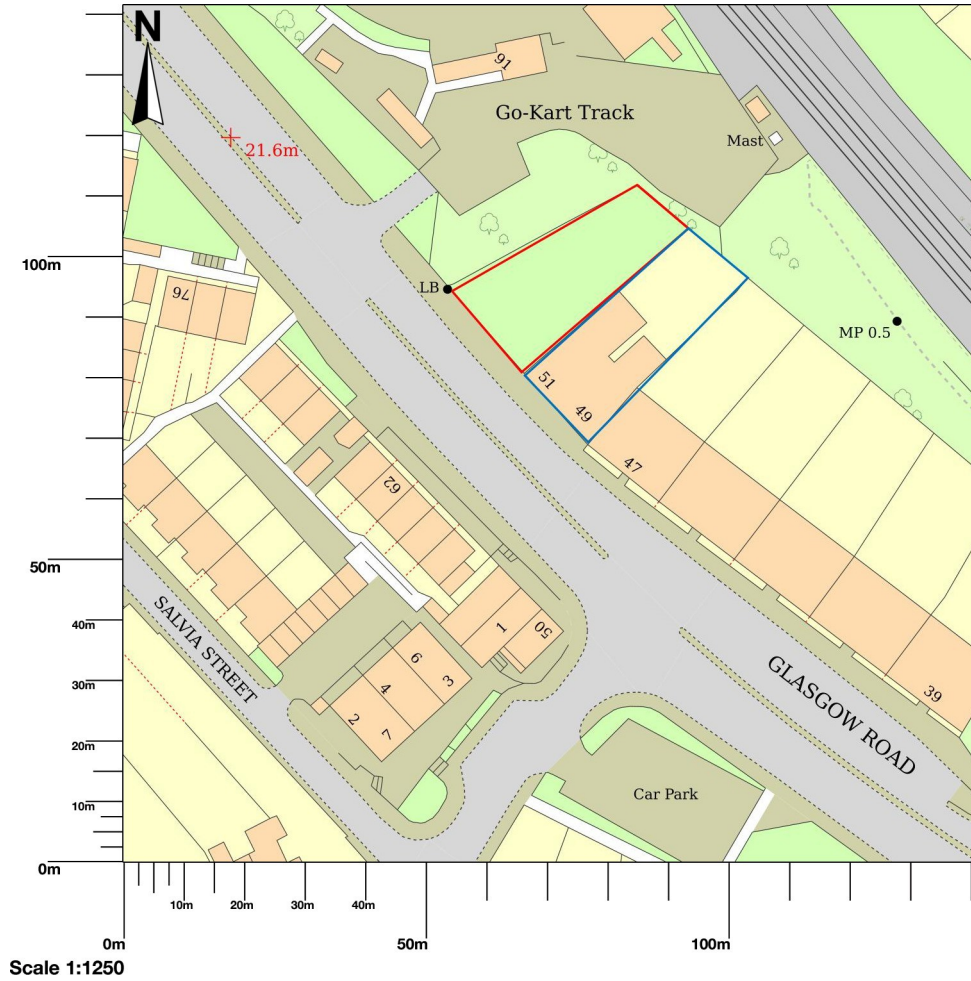 N
91
Go-Kart Track
Mast
21.6m
100m
LB
76
MP 0.5
51
49
47
62
50m
SALVIA STREET
40m
1
50
9
3
4
30m
GLASGOW ROAD
39
2
7
20m
Car Park
10m
0m
10m
20m
30m
40m
0m
50m
100m
Scale 1:1250